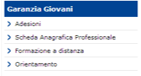 Garanzia Giovani
Adesioni
Scheda Anagrafica Professionale
Formazione a distanza
Orientamento